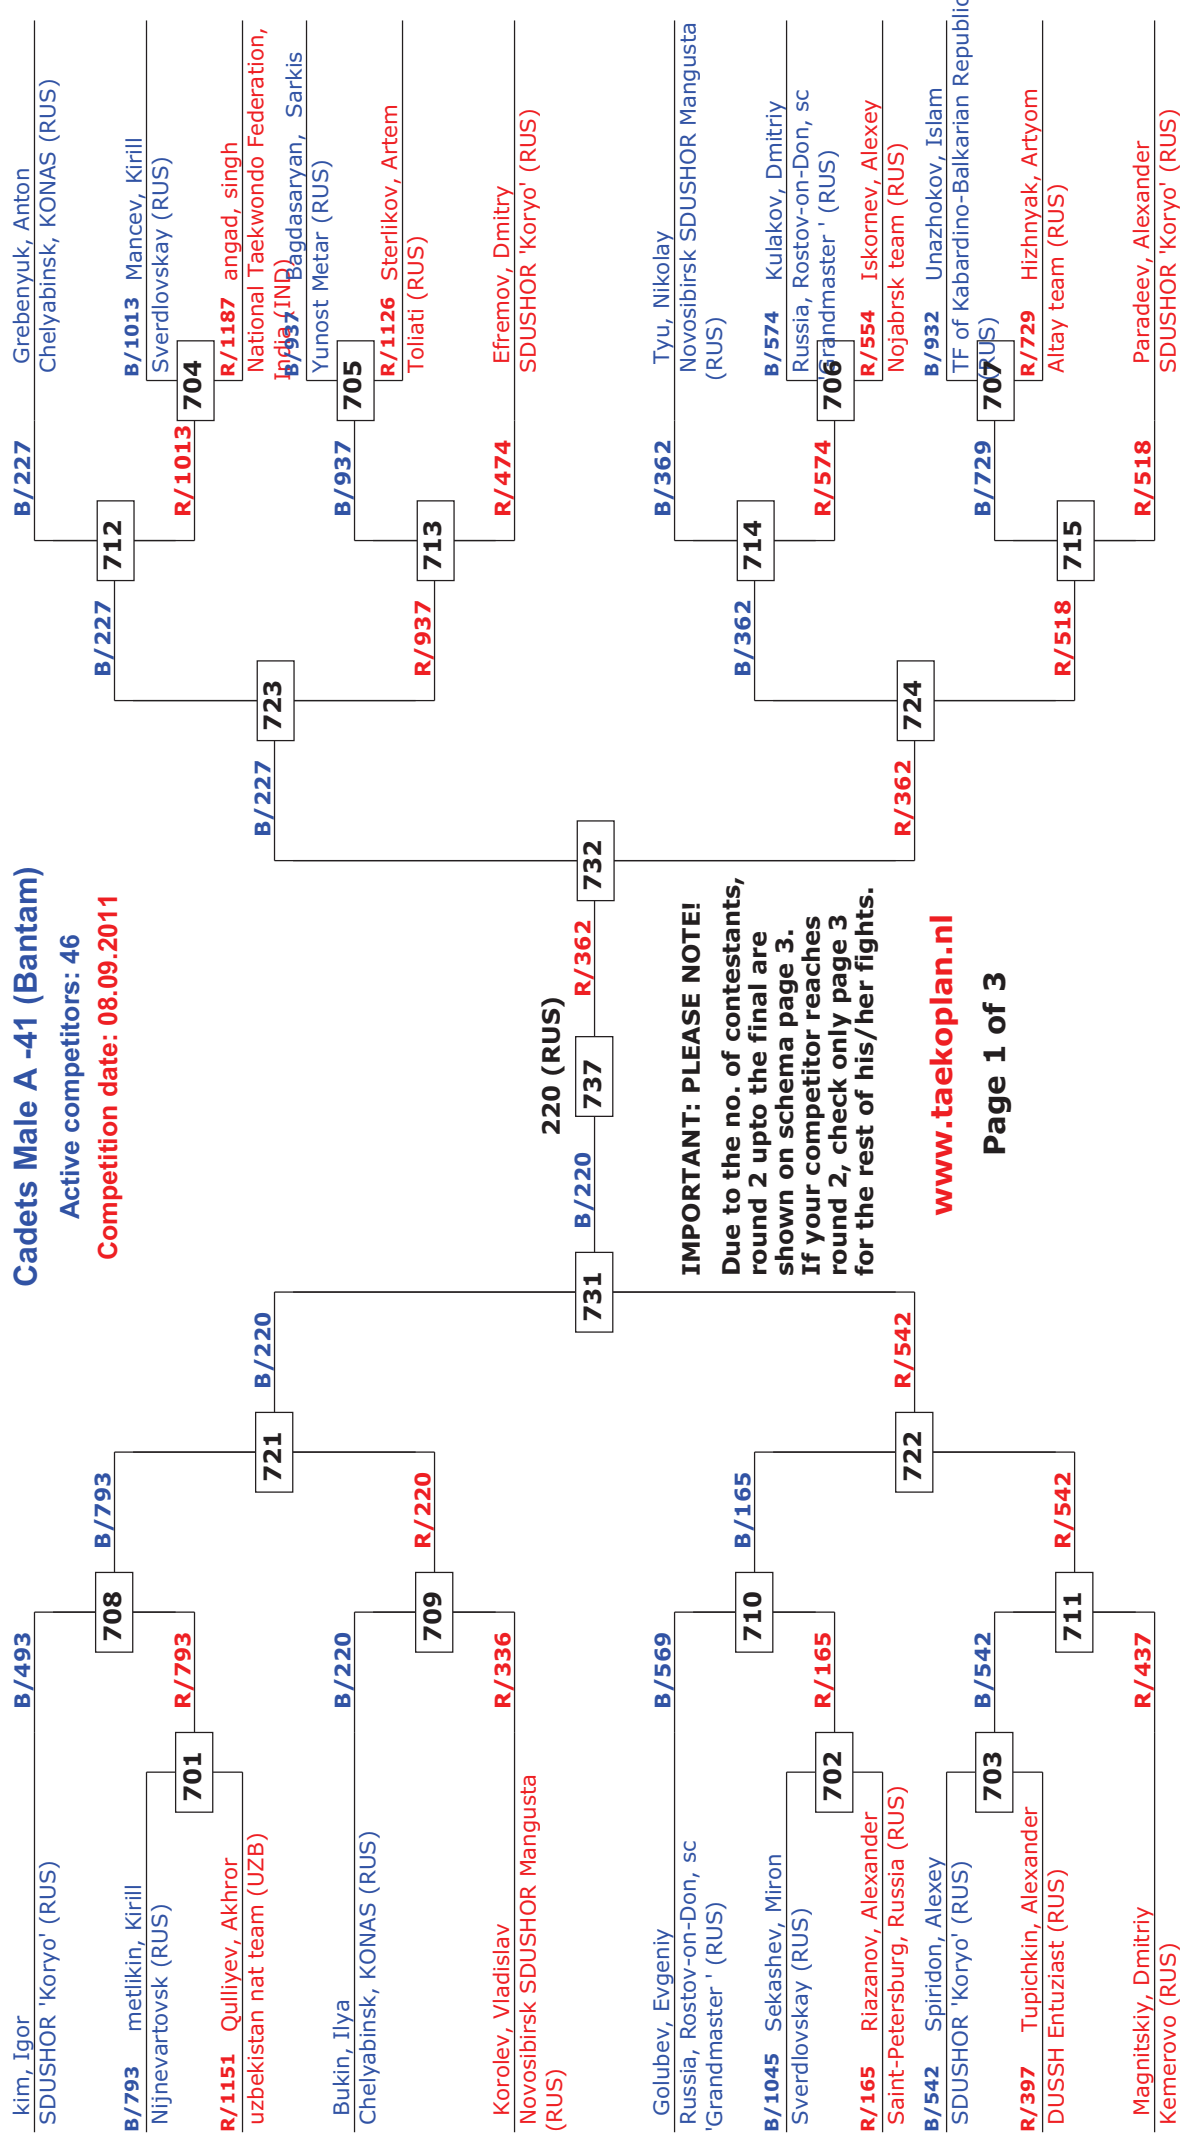 Cadets Male A -41 (Bantam)
Active competitors: 46
Competition date: 08.09.2011
kim, Igor
SDUSHOR 'Koryo' (RUS)
B/493
B/793 metlikin, Kirill
Nijnevartovsk (RUS)
R/1151 Qulliyev, Akhror
uzbekistan nat team (UZB)
701
R/793
708
B/793
Bukin, Ilya
Chelyabinsk, KONAS (RUS)
B/220
Korolev, Vladislav
Novosibirsk SDUSHOR Mangusta
(RUS)
R/336
709
R/220
721
B/220
Golubev, Evgeniy
Russia, Rostov-on-Don, sc
'Grandmaster ' (RUS)
B/569
B/1045 Sekashev, Miron
Sverdlovskay (RUS)
R/165 Riazanov, Alexander
Saint-Petersburg, Russia (RUS)
702
R/165
710
B/165
B/542 Spiridon, Alexey
SDUSHOR 'Koryo' (RUS)
R/397 Tupichkin, Alexander
DUSSH Entuziast (RUS)
703
B/542
Magnitskiy, Dmitriy
Kemerovo (RUS)
R/437
711
R/542
722
R/542
731
B/220
220 (RUS)
737
R/362
732
IMPORTANT: PLEASE NOTE!
Due to the no. of contestants,
round 2 upto the final are
shown on schema page 3.
If your competitor reaches
round 2, check only page 3
for the rest of his/her fights.
www.taekoplan.nl
Page 1 of 3
B/227
Grebenyuk, Anton
Chelyabinsk, KONAS (RUS)
B/227
B/1013 Mancev, Kirill
Sverdlovskay (RUS)
R/1187 angad, singh
National Taekwondo Federation,
India (IND)
704
R/1013
712
B/227
723
B/937 Bagdasaryan, Sarkis
Yunost Metar (RUS)
R/1126 Sterlikov, Artem
Toliati (RUS)
705
B/937
Efremov, Dmitry
SDUSHOR 'Koryo' (RUS)
R/474
713
R/937
Tyu, Nikolay
Novosibirsk SDUSHOR Mangusta
(RUS)
B/362
B/574 Kulakov, Dmitriy
Russia, Rostov-on-Don, sc
'Grandmaster ' (RUS)
R/554 Iskornev, Alexey
Nojabrsk team (RUS)
706
R/574
714
B/362
724
R/362
B/932 Unazhokov, Islam
TF of Kabardino-Balkarian Republic
(RUS)
R/729 Hizhnyak, Artyom
Altay team (RUS)
707
B/729
Paradeev, Alexander
SDUSHOR 'Koryo' (RUS)
R/518
715
R/518